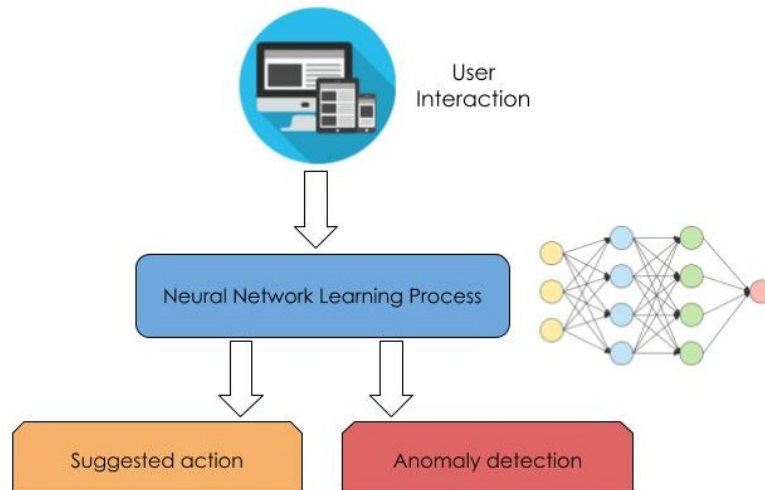 User
Interaction
Neural Network Learning Process
Suggested action
Anomaly detection